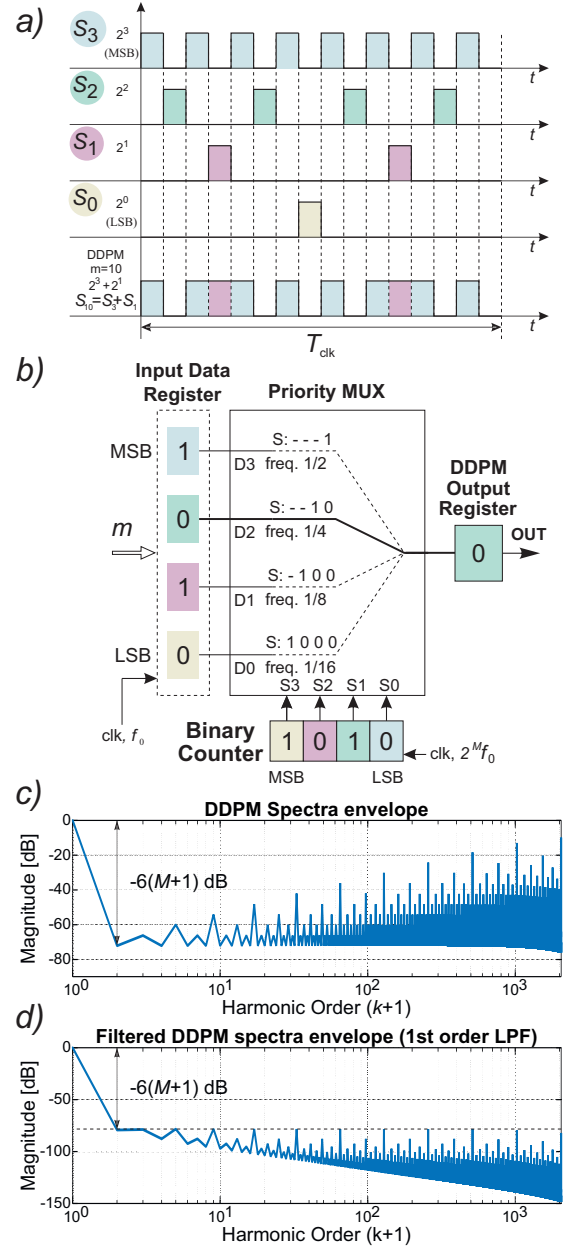 a)
S3 2^3
(MSB)
t
S2 2^2
t
S1 2^1
t
S0 2^0
(LSB)
t
DDPM
m=10
2^3+2^1
S10=S3+S1
t
Tclk
b)
Input Data
Register
Priority MUX
MSB 1
S: - - - 1
D3 freq. 1/2
DDPM
Output
Register
0
S: - - 1 0
D2 freq. 1/4
m
0
OUT
1
S: - 1 0 0
D1 freq. 1/8
LSB 0
S: 1 0 0 0
D0 freq. 1/16
S3 S2 S1 S0
clk, f0
Binary
Counter
1 0 1 0
clk, 2^M f0
MSB LSB
c)
DDPM Spectra envelope
Magnitude [dB]
0
-20
-40
-60
-80
-6(M+1) dB
10^0 10^1 10^2 10^3
Harmonic Order (k+1)
d)
Filtered DDPM spectra envelope (1st order LPF)
Magnitude [dB]
0
-50
-100
-150
-6(M+1) dB
10^0 10^1 10^2 10^3
Harmonic Order (k+1)